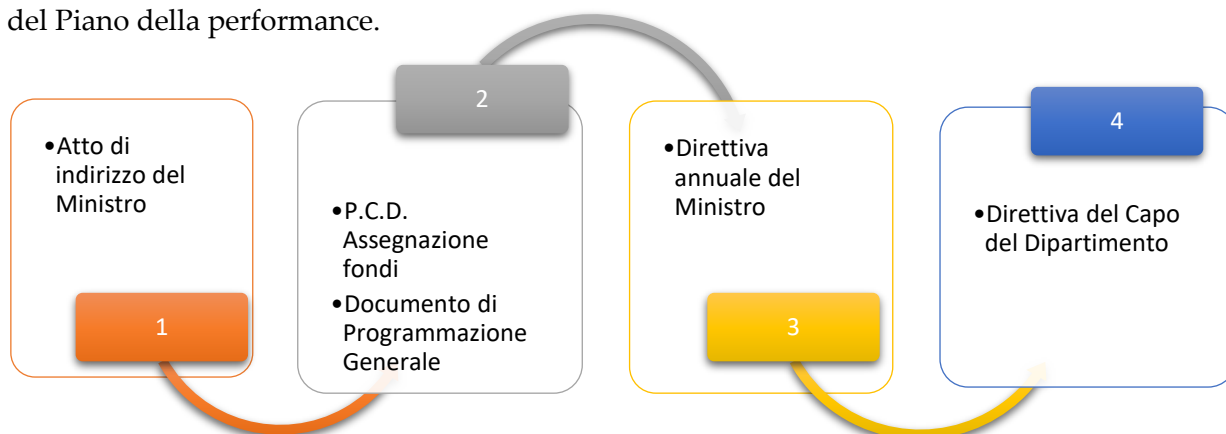 del Piano della performance.
•Atto di
indirizzo del
Ministro
1
2
•P.C.D.
Assegnazione
fondi
•Documento di
Programmazione
Generale
•Direttiva
annuale del
Ministro
3
4
•Direttiva del Capo
del Dipartimento